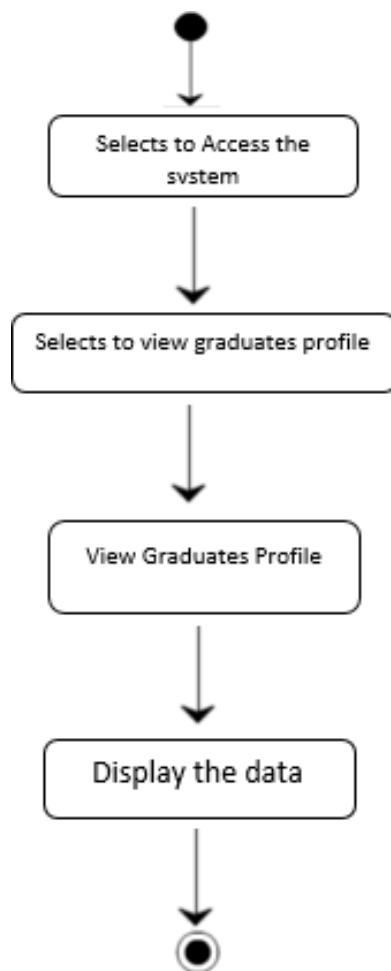 Selects to Access the
system
Selects to view graduates profile
View Graduates Profile
Display the data